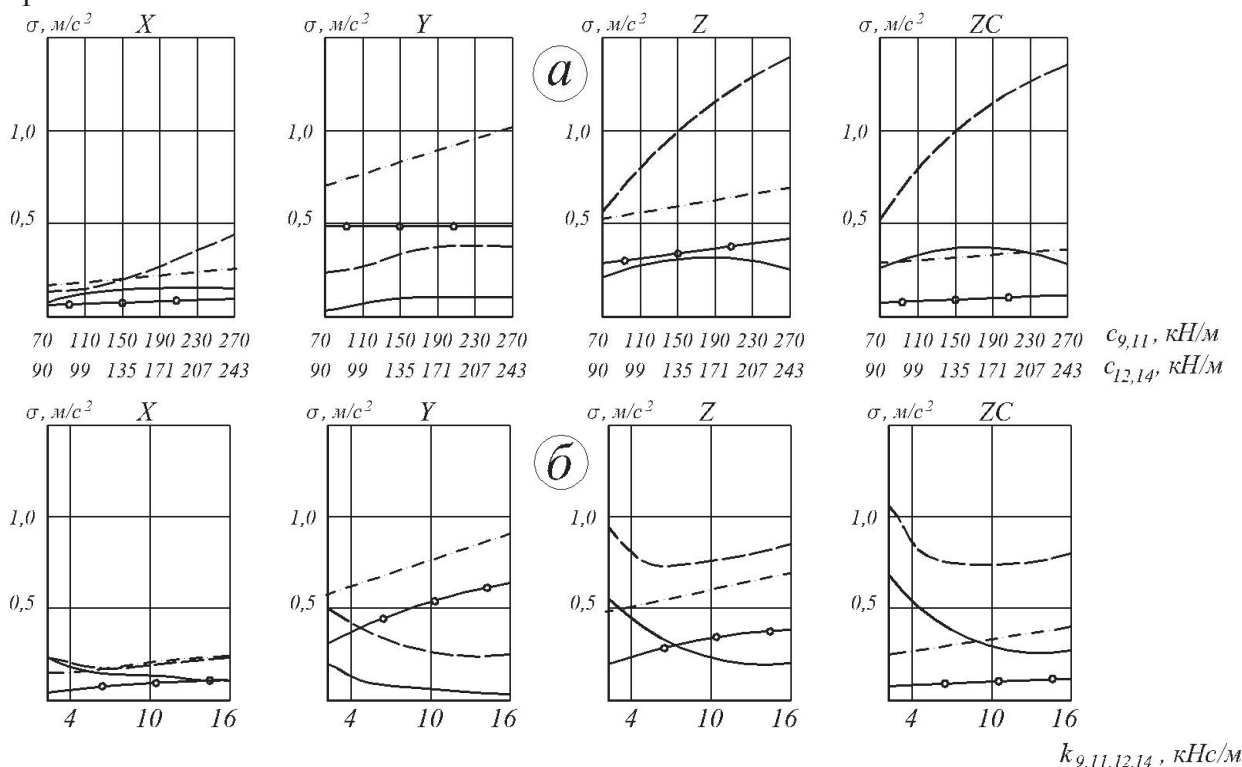 σ, м/с² X σ, м/с² Y σ, м/с² Z σ, м/с² ZC
а
1,0 1,0 1,0 1,0
0,5 0,5 0,5 0,5
70 110 150 190 230 270 70 110 150 190 230 270 70 110 150 190 230 270 70 110 150 190 230 270 c9,11, кН/м
90 99 135 171 207 243 90 99 135 171 207 243 90 99 135 171 207 243 90 99 135 171 207 243 c12,14, кН/м
σ, м/с² X σ, м/с² Y σ, м/с² Z σ, м/с² ZC
б
1,0 1,0 1,0 1,0
0,5 0,5 0,5 0,5
4 10 16 4 10 16 4 10 16 4 10 16
k9,11,12,14, кНс/м